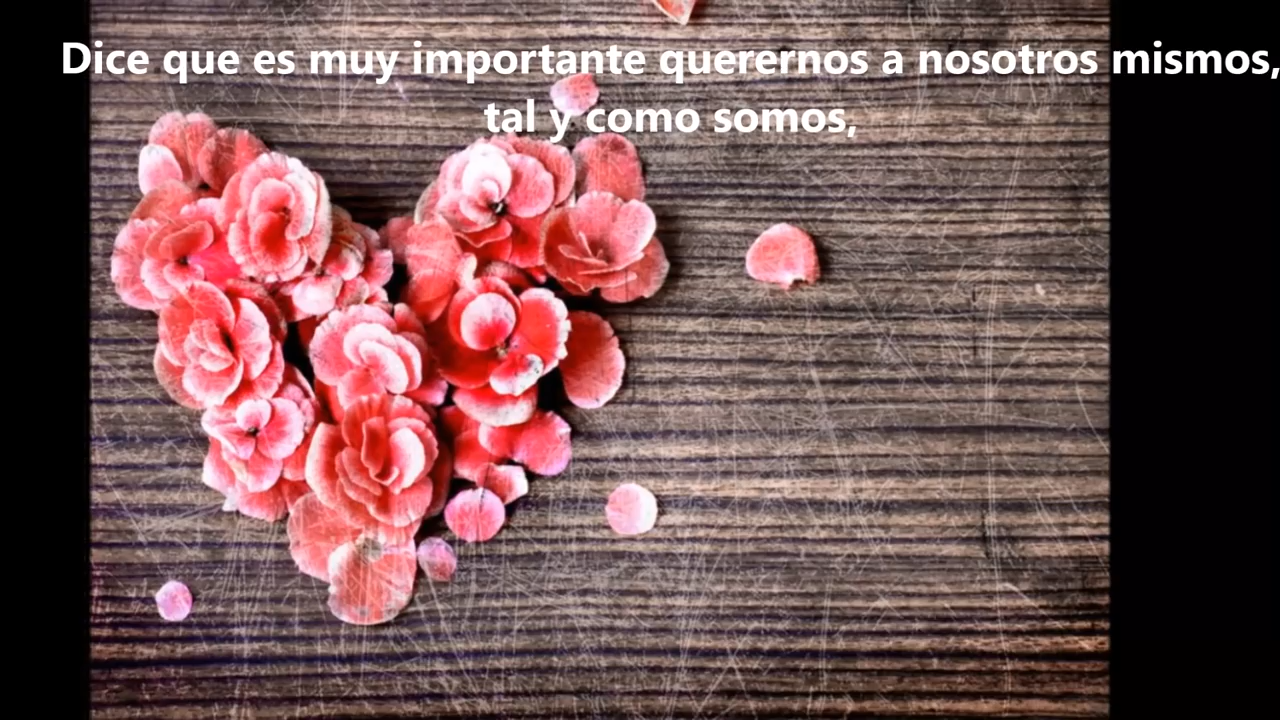 Dice que es muy importante querernos a nosotros mismos,
tal y como somos,